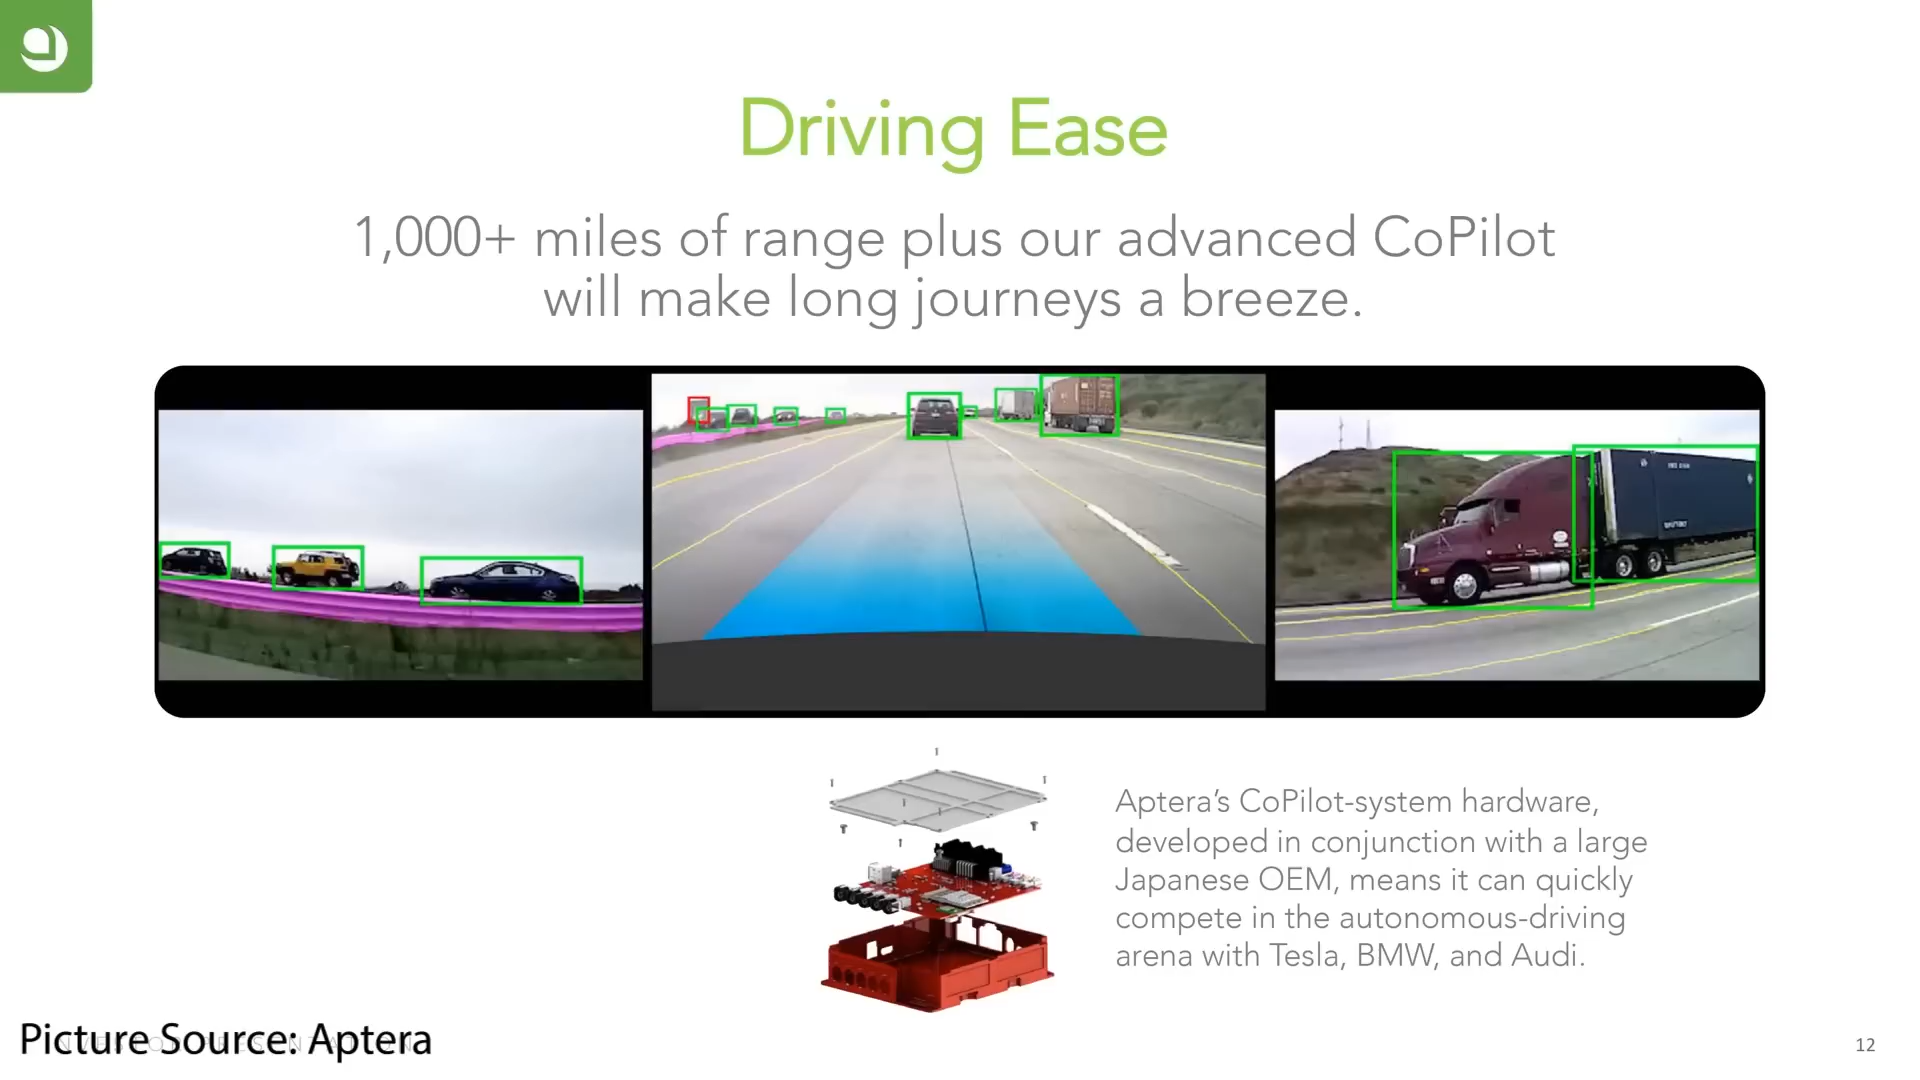 Driving Ease
1,000+ miles of range plus our advanced CoPilot
will make long journeys a breeze.
Aptera’s CoPilot-system hardware,
developed in conjunction with a large
Japanese OEM, means it can quickly
compete in the autonomous-driving
arena with Tesla, BMW, and Audi.
Picture Source: Aptera
12